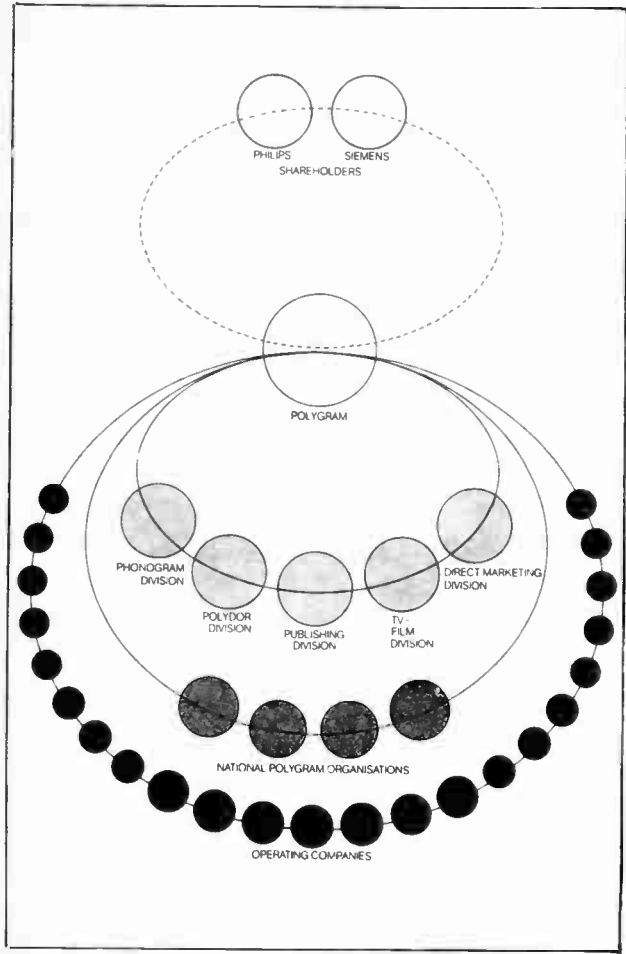 PHILIPS
SIEMENS
SHAREHOLDERS
POLYGRAM
PHONOGRAM
DIVISION
POLYDOR
DIVISION
PUBLISHING
DIVISION
TV-
FILM
DIVISION
DIRECT MARKETING
DIVISION
NATIONAL POLYGRAM ORGANISATIONS
OPERATING COMPANIES